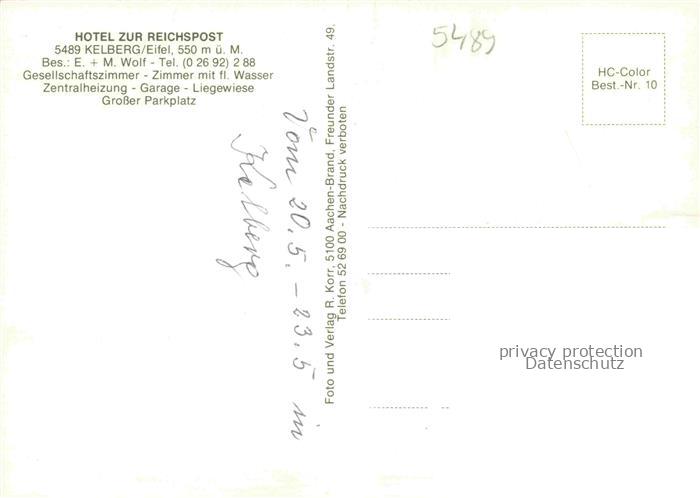 HOTEL ZUR REICHSPOST
5489 KELBERG/Eifel, 550 m ü. M.
Bes.: E. + M. Wolf - Tel. (0 26 92) 2 88
Gesellschaftszimmer - Zimmer mit fl. Wasser
Zentralheizung - Garage - Liegewiese
Großer Parkplatz
Vom 20.5. – 23.5 in
Kelberg
Foto und Verlag R. Korr, 5100 Aachen-Brand, Freunder Landstr. 49,
Telefon 52 69 00 - Nachdruck verboten
5489
HC-Color
Best.-Nr. 10
privacy protection
Datenschutz